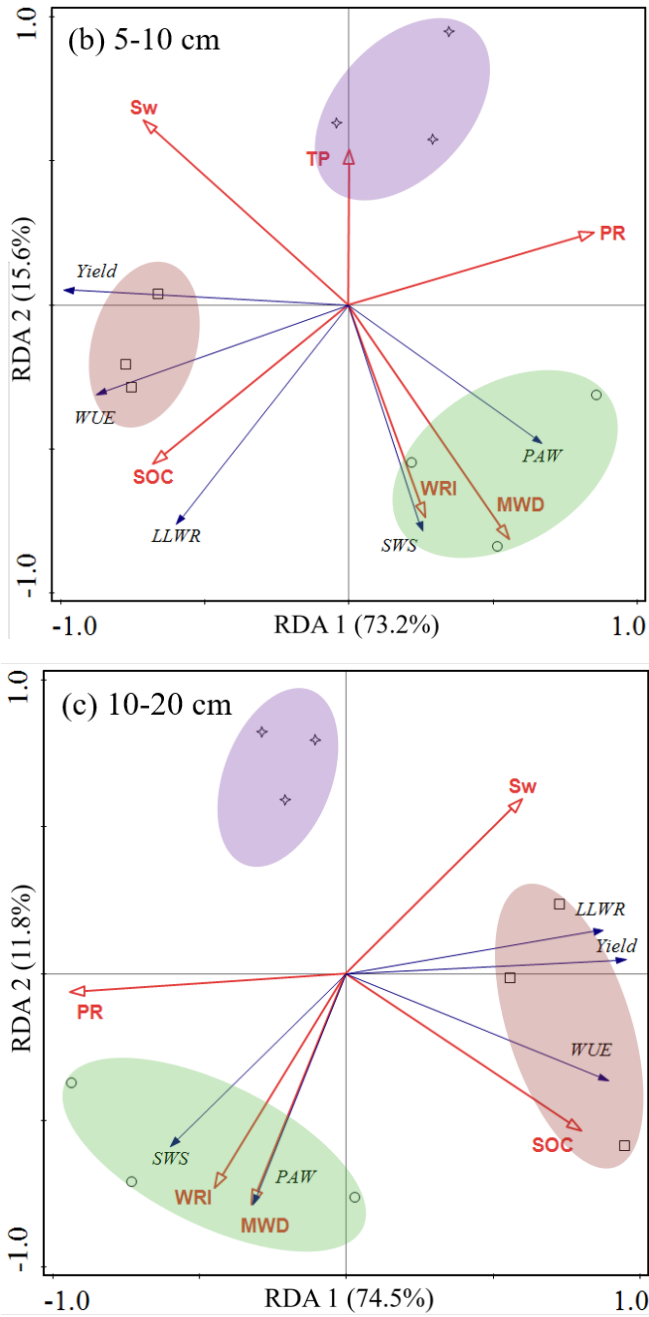 1.0
(b) 5-10 cm
Sw
TP
PR
Yield
RDA 2 (15.6%)
WUE
PAW
SOC
WRI
MWD
LLWR
SWS
-1.0
-1.0
RDA 1 (73.2%)
1.0
1.0
(c) 10-20 cm
Sw
LLWR
Yield
RDA 2 (11.8%)
PR
WUE
SOC
SWS
PAW
WRI
MWD
-1.0
-1.0
RDA 1 (74.5%)
1.0